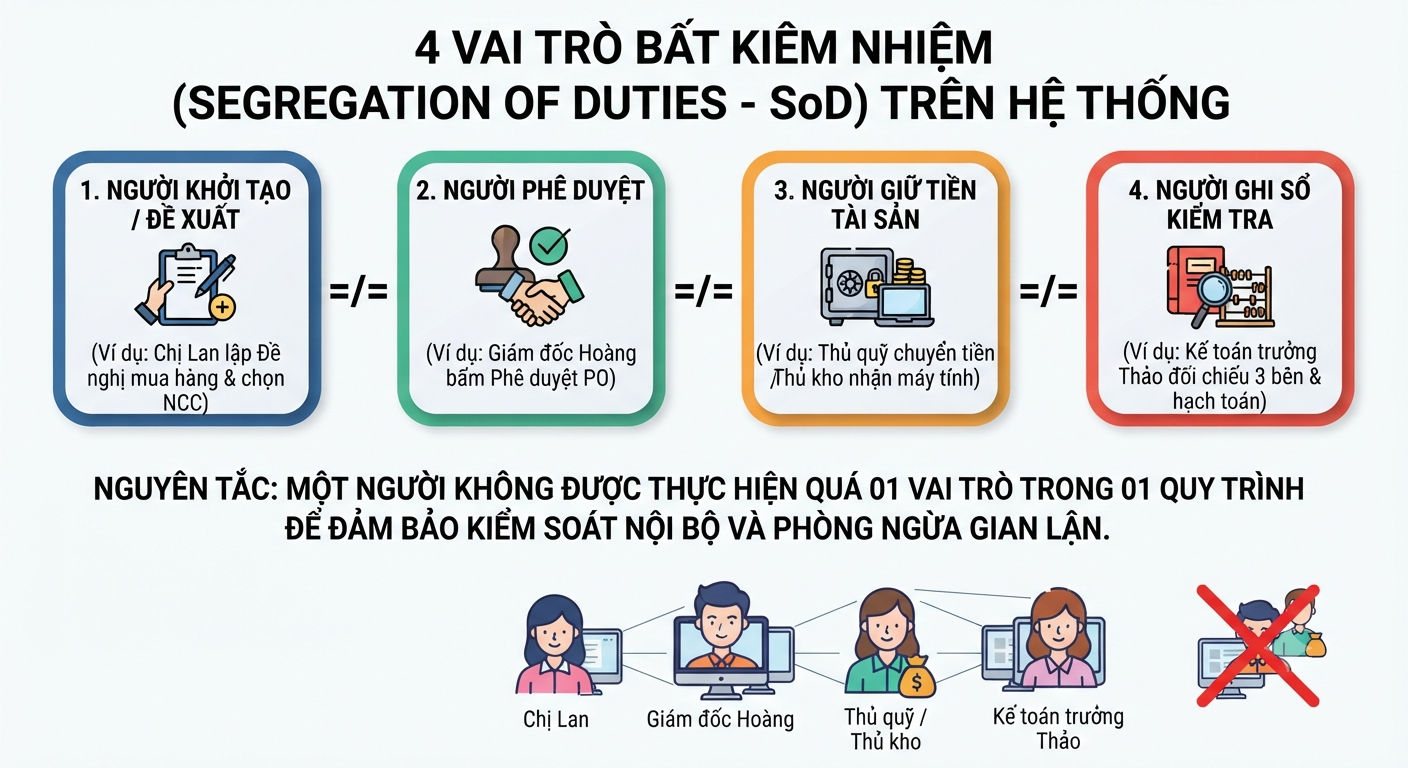 4 VAI TRÒ BẤT KIÊM NHIỆM
(SEGREGATION OF DUTIES - SoD) TRÊN HỆ THỐNG
1. NGƯỜI KHỞI TẠO
/ ĐỀ XUẤT
(Ví dụ: Chị Lan lập Đề
nghị mua hàng & chọn
NCC)
=/=
2. NGƯỜI PHÊ DUYỆT
(Ví dụ: Giám đốc Hoàng
bấm Phê duyệt PO)
=/=
3. NGƯỜI GIỮ TIỀN
TÀI SẢN
(Ví dụ: Thủ quỹ chuyển tiền
/Thủ kho nhận máy tính)
=/=
4. NGƯỜI GHI SỔ
KIỂM TRA
(Ví dụ: Kế toán trưởng
Thảo đối chiếu 3 bên &
hạch toán)
NGUYÊN TẮC: MỘT NGƯỜI KHÔNG ĐƯỢC THỰC HIỆN QUÁ 01 VAI TRÒ TRONG 01 QUY TRÌNH
ĐỂ ĐẢM BẢO KIỂM SOÁT NỘI BỘ VÀ PHÒNG NGỪA GIAN LẬN.
$
Chị Lan
Giám đốc Hoàng
Thủ quỹ /
Thủ kho
Kế toán trưởng
Thảo